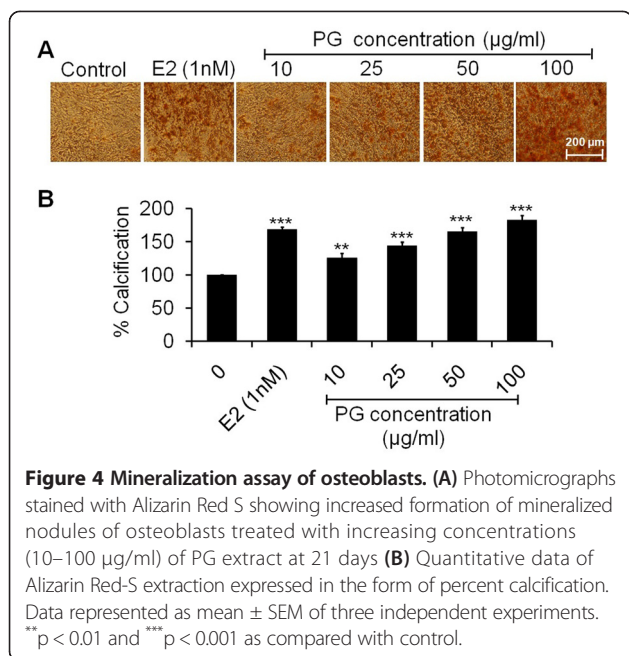 A
PG concentration (µg/ml)
Control E2 (1nM) 10 25 50 100
200 µm
B
% Calcification
200
150
100
50
0
*** ** *** *** ***
0 E2 (1nM) 10 25 50 100
PG concentration
(µg/ml)
Figure 4 Mineralization assay of osteoblasts. (A) Photomicrographs
stained with Alizarin Red S showing increased formation of mineralized
nodules of osteoblasts treated with increasing concentrations
(10–100 µg/ml) of PG extract at 21 days (B) Quantitative data of
Alizarin Red-S extraction expressed in the form of percent calcification.
Data represented as mean ± SEM of three independent experiments.
**p < 0.01 and ***p < 0.001 as compared with control.